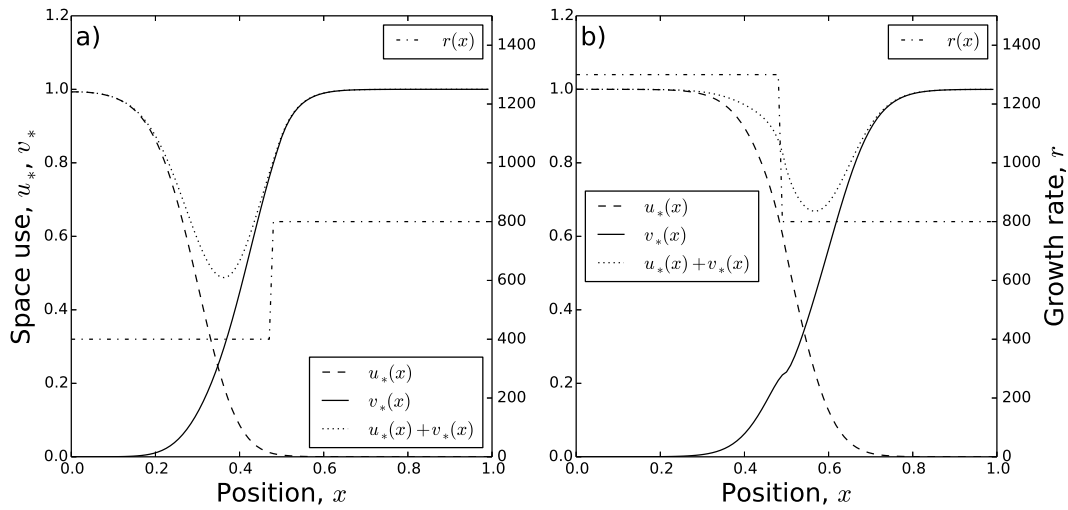 a)
r(x)
1.2
1.0
0.8
0.6
0.4
0.2
0.0
Space use, u*, v*
1400
1200
1000
800
600
400
200
0
u*(x)
v*(x)
u*(x)+v*(x)
0.0 0.2 0.4 0.6 0.8 1.0
Position, x
b)
r(x)
1.2
1.0
0.8
0.6
0.4
0.2
0.0
u*(x)
v*(x)
u*(x)+v*(x)
1400
1200
1000
800
600
400
200
0
Growth rate, r
0.0 0.2 0.4 0.6 0.8 1.0
Position, x